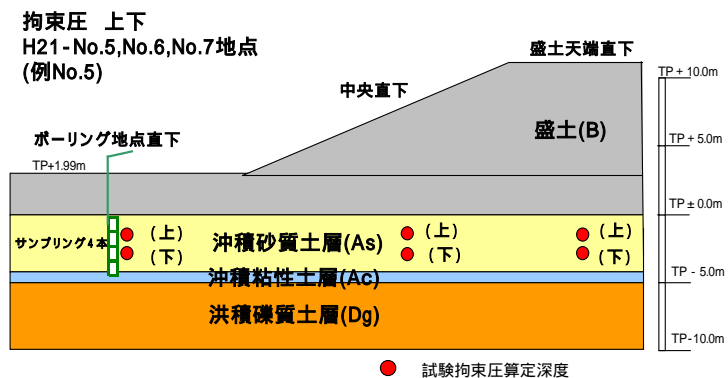 拘束圧 上下
H21-No.5,No.6,No.7地点
(例No.5)
盛土天端直下
中央直下
TP+10.0m
ボーリング地点直下
盛土(B)
TP+5.0m
TP+1.99m
TP±0.0m
サンプリング4本
(上)
(下)
沖積砂質土層(As)
(上)
(下)
(上)
(下)
沖積粘性土層(Ac)
TP-5.0m
洪積礫質土層(Dg)
TP-10.0m
試験拘束圧算定深度